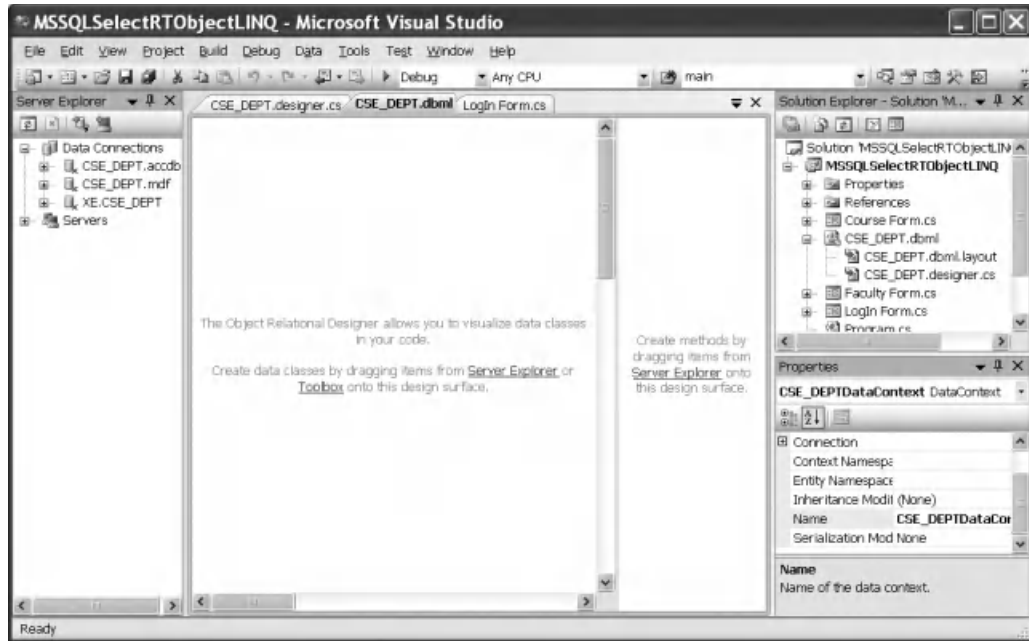 MSSQLSelectRTObjectLINQ - Microsoft Visual Studio
File Edit View Project Build Debug Data Tools Test Window Help
Debug Any CPU main
Server Explorer
Data Connections
CSE_DEPT.accdb
CSE_DEPT.mdf
XE.CSE_DEPT
Servers
CSE_DEPT.designer.cs CSE_DEPT.dbml LogIn Form.cs
The Object Relational Designer allows you to visualize data classes
in your code.
Create data classes by dragging items from Server Explorer or
Toolbox onto this design surface.
Create methods by
dragging items from
Server Explorer onto
this design surface.
Solution Explorer - Solution 'M...
Solution 'MSSQLSelectRTObjectLIN
MSSQLSelectRTObjectLINQ
Properties
References
Course Form.cs
CSE_DEPT.dbml
CSE_DEPT.dbml.layout
CSE_DEPT.designer.cs
Faculty Form.cs
LogIn Form.cs
Program.cs
Properties
CSE_DEPTDataContext DataContext
Connection
Context Namespa
Entity Namespace
Inheritance Modif (None)
Name CSE_DEPTDataCor
Serialization Mod None
Name
Name of the data context.
Ready